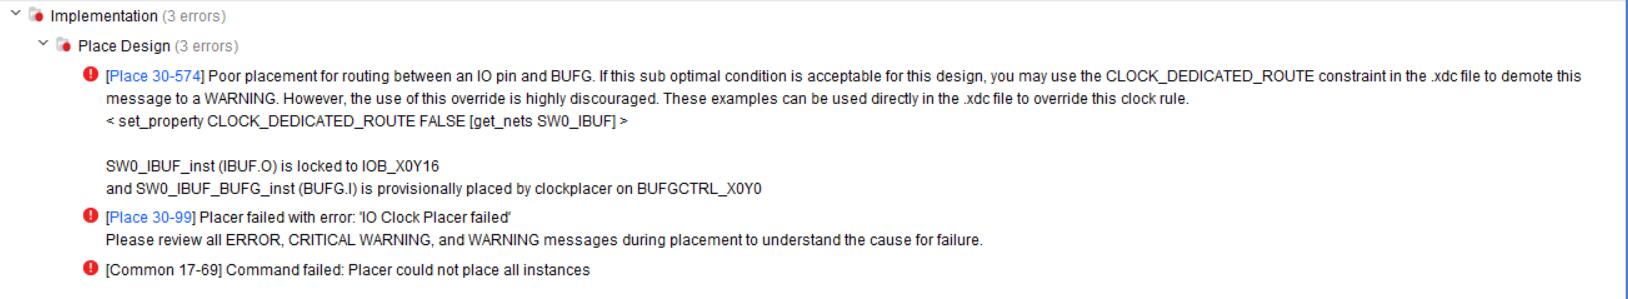 Implementation (3 errors)
Place Design (3 errors)
[Place 30-574] Poor placement for routing between an IO pin and BUFG. If this sub optimal condition is acceptable for this design, you may use the CLOCK_DEDICATED_ROUTE constraint in the .xdc file to demote this
message to a WARNING. However, the use of this override is highly discouraged. These examples can be used directly in the .xdc file to override this clock rule.
< set_property CLOCK_DEDICATED_ROUTE FALSE [get_nets SW0_IBUF] >
SW0_IBUF_inst (IBUF.O) is locked to IOB_X0Y16
and SW0_IBUF_BUFG_inst (BUFG.I) is provisionally placed by clockplacer on BUFGCTRL_X0Y0
[Place 30-99] Placer failed with error: 'IO Clock Placer failed'
Please review all ERROR, CRITICAL WARNING, and WARNING messages during placement to understand the cause for failure.
[Common 17-69] Command failed: Placer could not place all instances